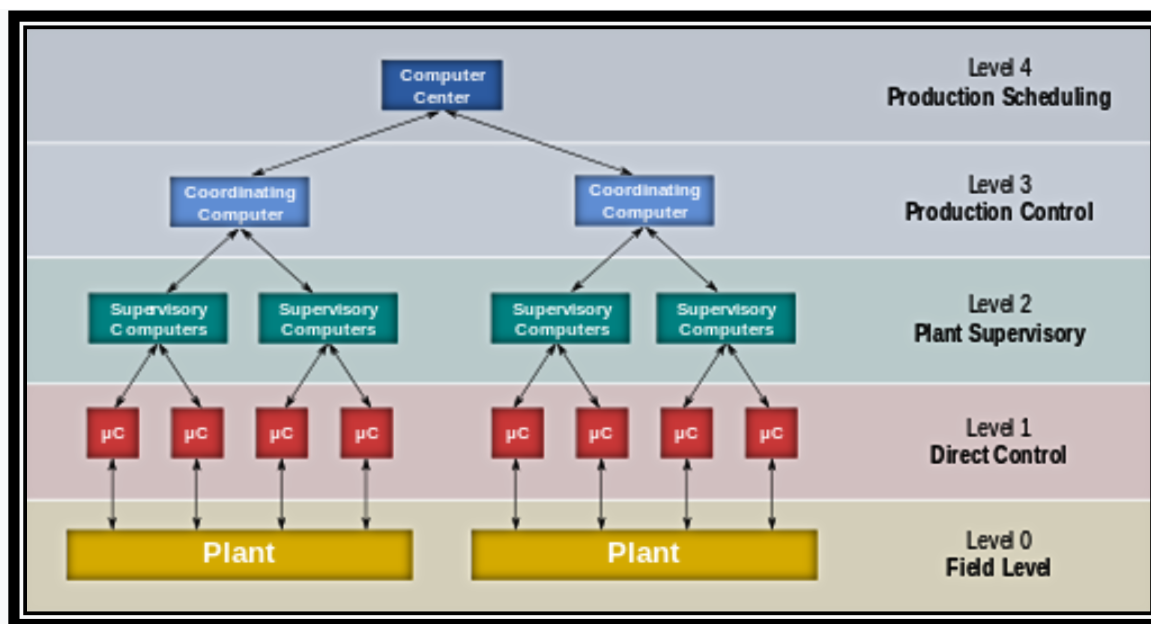 Computer
Center
Level 4
Production Scheduling
Coordinating
Computer
Coordinating
Computer
Level 3
Production Control
Supervisory
Computers
Supervisory
Computers
Supervisory
Computers
Supervisory
Computers
Level 2
Plant Supervisory
µC
µC
µC
µC
µC
µC
µC
µC
Level 1
Direct Control
Plant
Plant
Level 0
Field Level